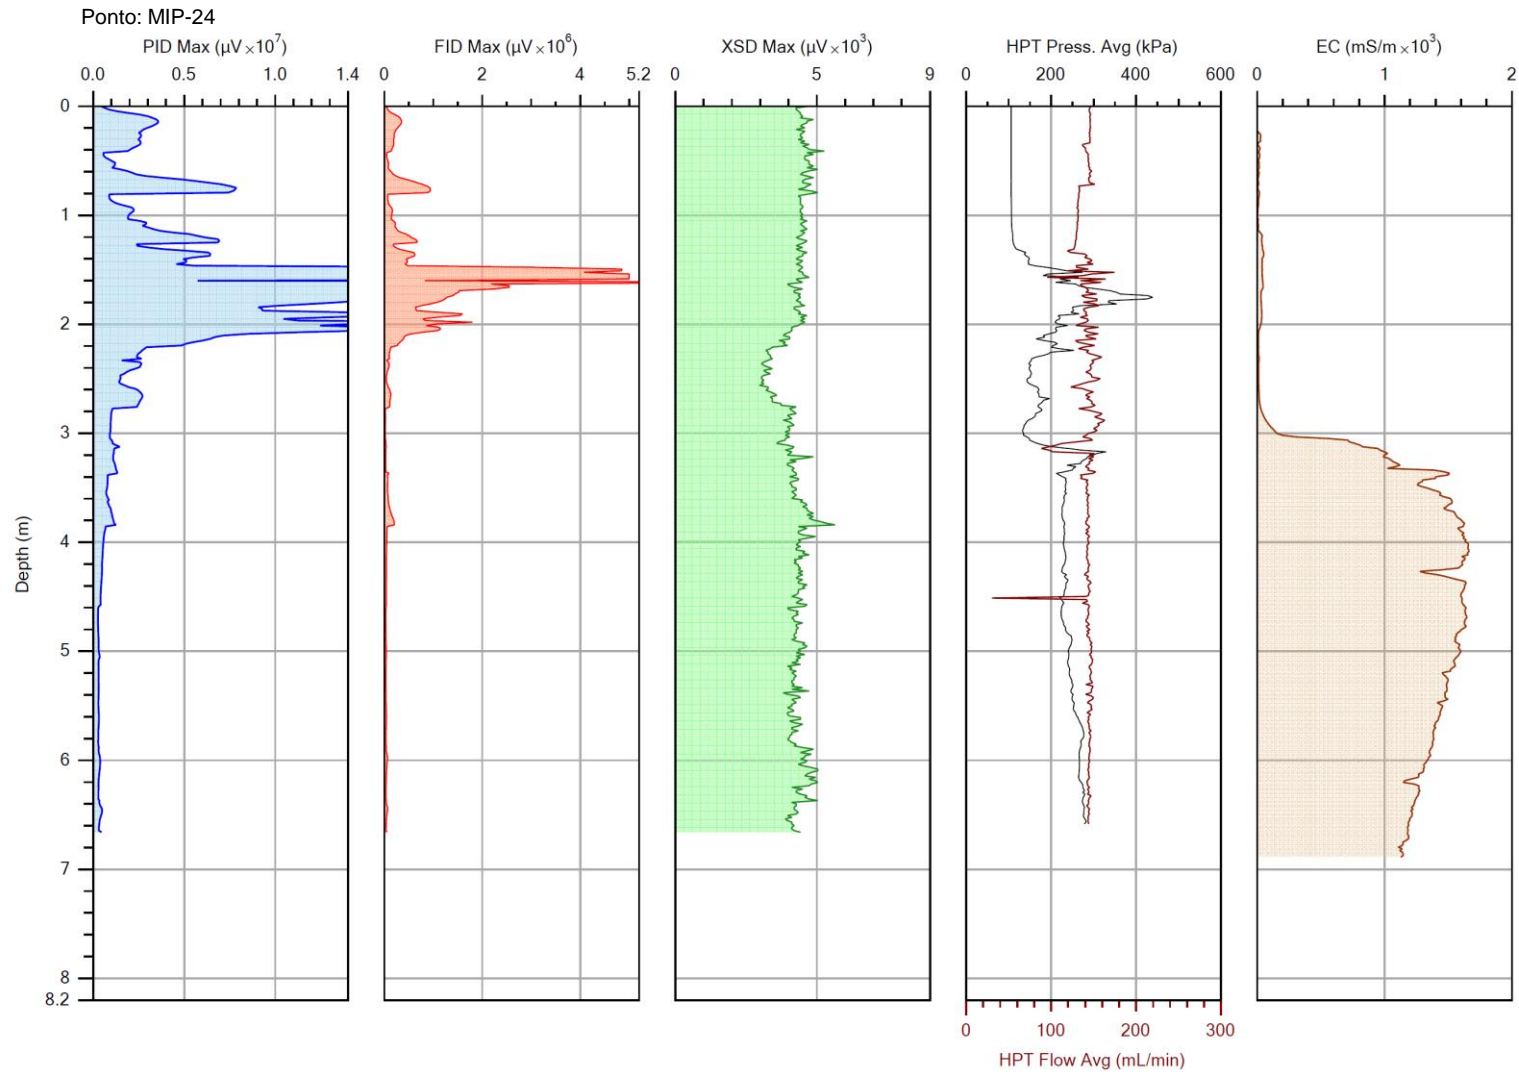 Ponto: MIP-24
PID Max (µV×10⁷)
FID Max (µV×10⁶)
XSD Max (µV×10³)
HPT Press. Avg (kPa)
EC (mS/m×10³)
0.0 0.5 1.0 1.4
0 2 4 5.2
0 5 9
0 200 400 600
0 1 2
0
1
2
3
4
5
6
7
8
8.2
Depth (m)
0 100 200 300
HPT Flow Avg (mL/min)